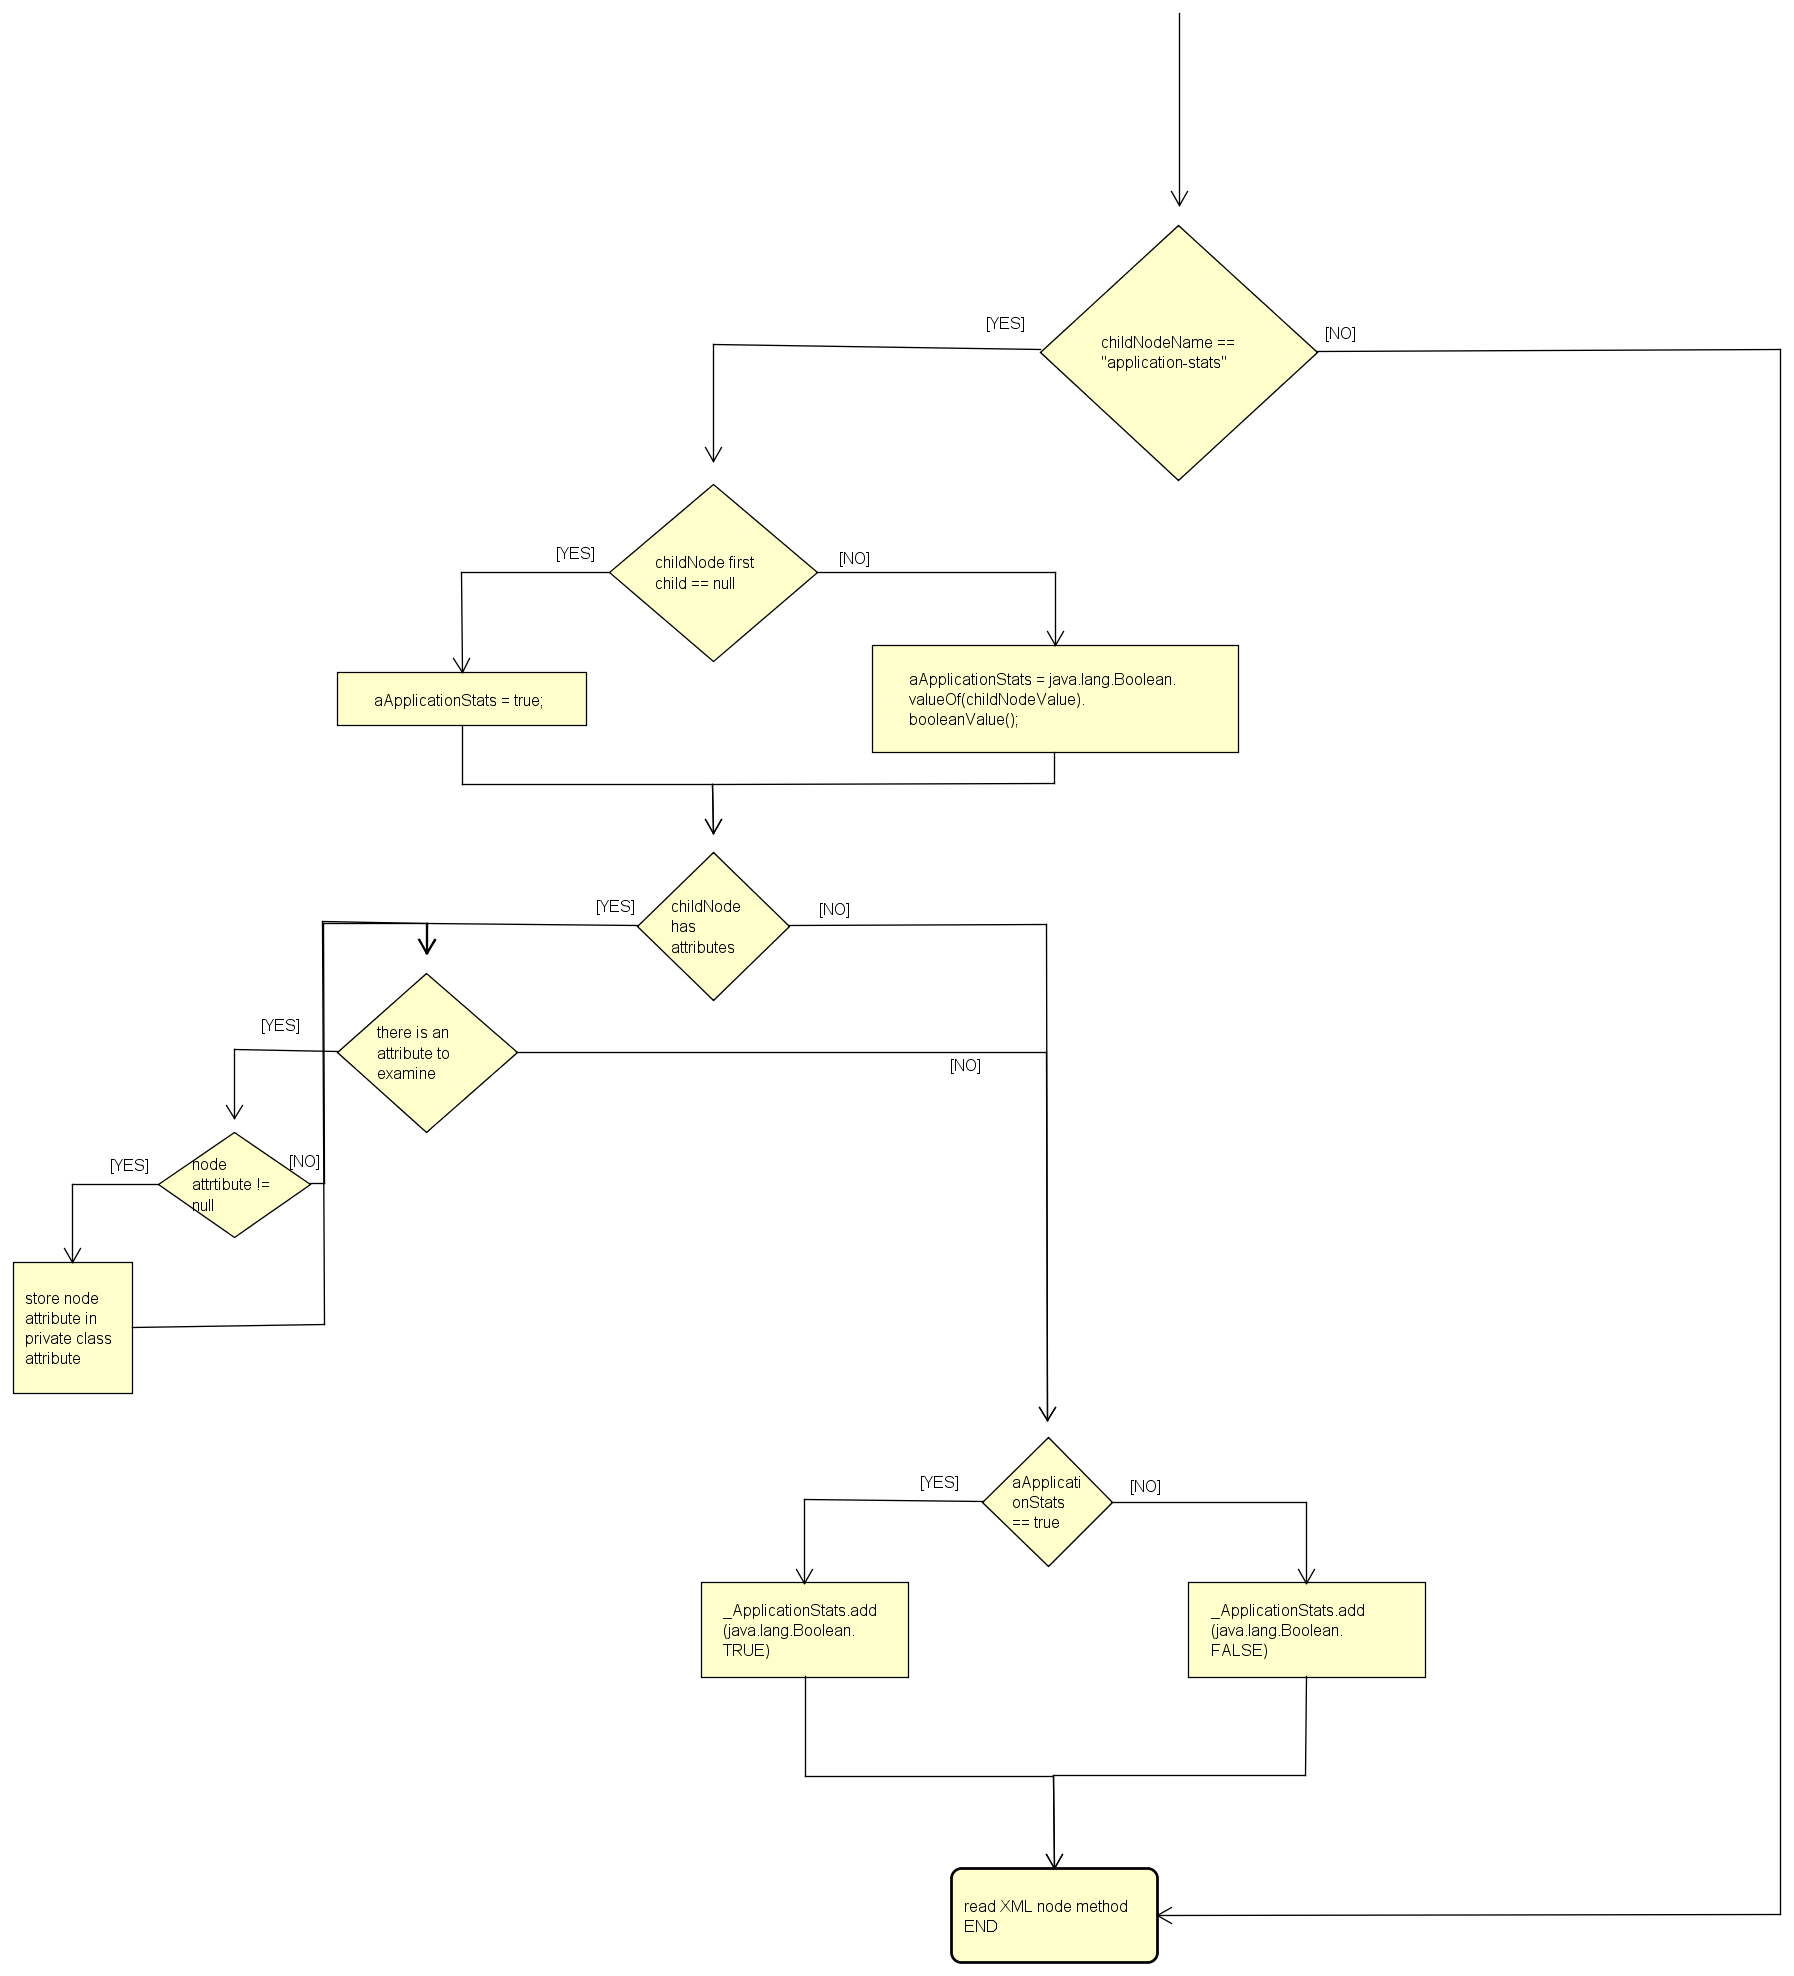 [YES]
[NO]
childNodeName ==
"application-stats"
[YES]
[NO]
childNode first
child == null
aApplicationStats = true;
aApplicationStats = java.lang.Boolean.
valueOf(childNodeValue).
booleanValue();
[YES]
[NO]
childNode
has
attributes
[YES]
there is an
attribute to
examine
[NO]
[YES]
[NO]
node
attrtibute !=
null
store node
attribute in
private class
attribute
[YES]
[NO]
aApplicati
onStats
== true
_ApplicationStats.add
(java.lang.Boolean.
TRUE)
_ApplicationStats.add
(java.lang.Boolean.
FALSE)
read XML node method
END